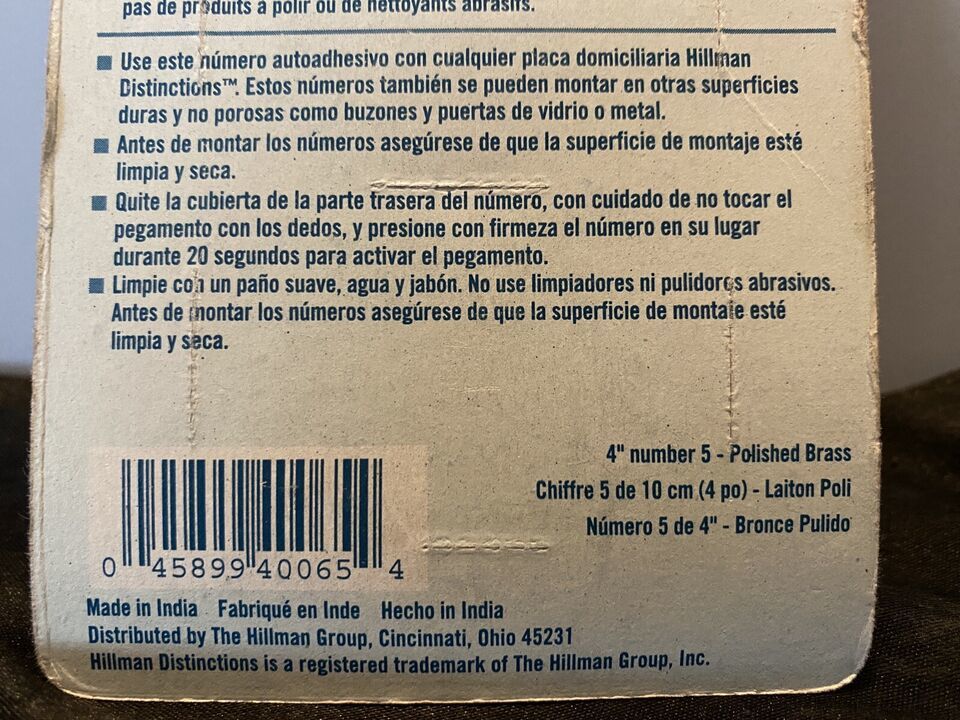 pas de produits à polir ou de nettoyants abrasifs.
Use este número autoadhesivo con cualquier placa domiciliaria Hillman
Distinctions™. Estos números también se pueden montar en otras superficies
duras y no porosas como buzones y puertas de vidrio o metal.
Antes de montar los números asegúrese de que la superficie de montaje esté
limpia y seca.
Quite la cubierta de la parte trasera del número, con cuidado de no tocar el
pegamento con los dedos, y presione con firmeza el número en su lugar
durante 20 segundos para activar el pegamento.
Limpie con un paño suave, agua y jabón. No use limpiadores ni pulidores abrasivos.
Antes de montar los números asegúrese de que la superficie de montaje esté
limpia y seca.
4" number 5 - Polished Brass
Chiffre 5 de 10 cm (4 po) - Laiton Poli
Número 5 de 4" - Bronce Pulido
0 45899 40065 4
Made in India Fabriqué en Inde Hecho in India
Distributed by The Hillman Group, Cincinnati, Ohio 45231
Hillman Distinctions is a registered trademark of The Hillman Group, Inc.